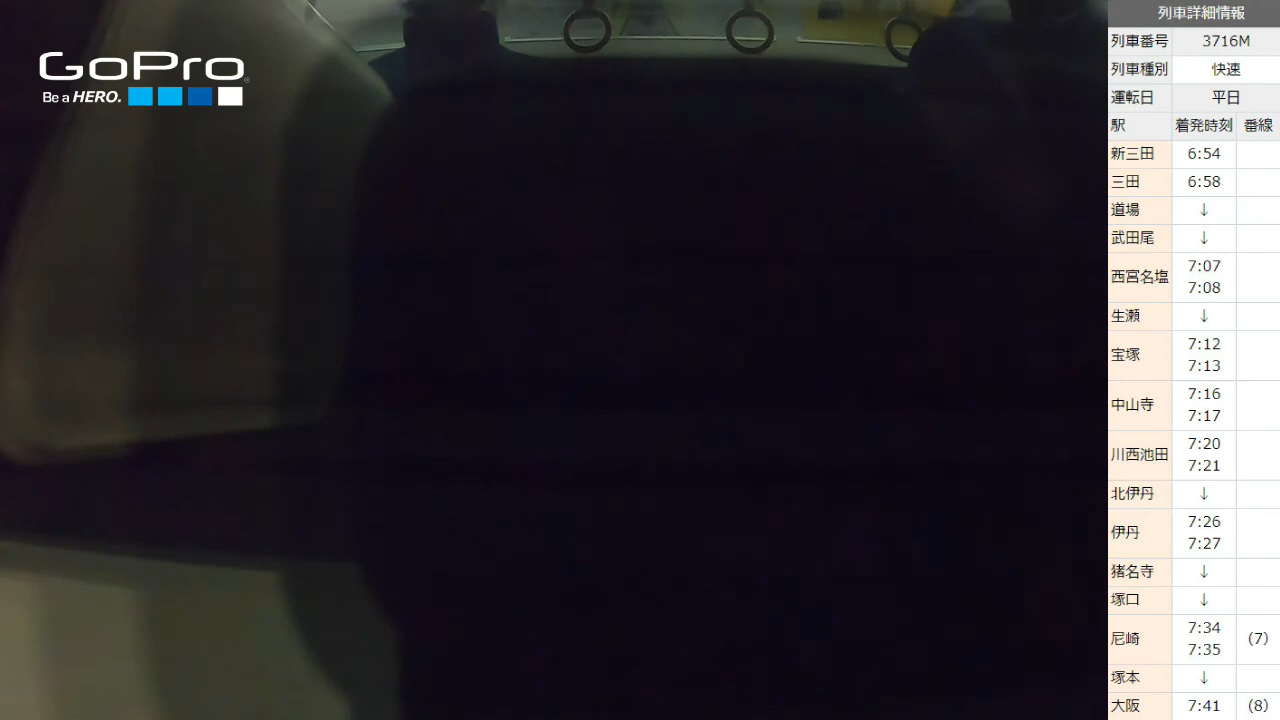 GoPro
Be a HERO.
列車詳細情報
列車番号 3716M
列車種別 快速
運転日 平日
駅 着発時刻 番線
新三田 6:54
三田 6:58
道場 ↓
武田尾 ↓
西宮名塩 7:07
7:08
生瀬 ↓
宝塚 7:12
7:13
中山寺 7:16
7:17
川西池田 7:20
7:21
北伊丹 ↓
伊丹 7:26
7:27
猪名寺 ↓
塚口 ↓
尼崎 7:34 (7)
7:35
塚本 ↓
大阪 7:41 (8)